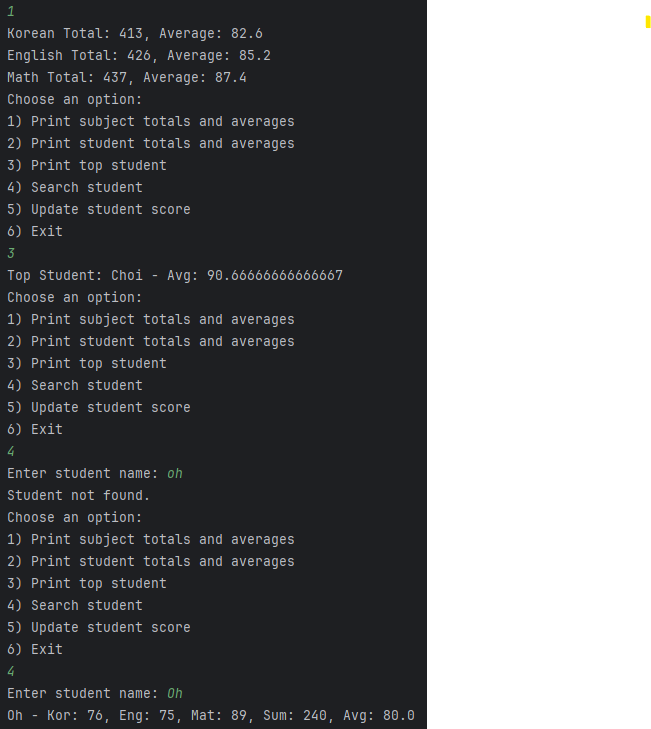 1
Korean Total: 413, Average: 82.6
English Total: 426, Average: 85.2
Math Total: 437, Average: 87.4
Choose an option:
1) Print subject totals and averages
2) Print student totals and averages
3) Print top student
4) Search student
5) Update student score
6) Exit
3
Top Student: Choi - Avg: 90.66666666666667
Choose an option:
1) Print subject totals and averages
2) Print student totals and averages
3) Print top student
4) Search student
5) Update student score
6) Exit
4
Enter student name: oh
Student not found.
Choose an option:
1) Print subject totals and averages
2) Print student totals and averages
3) Print top student
4) Search student
5) Update student score
6) Exit
4
Enter student name: Oh
Oh - Kor: 76, Eng: 75, Mat: 89, Sum: 240, Avg: 80.0